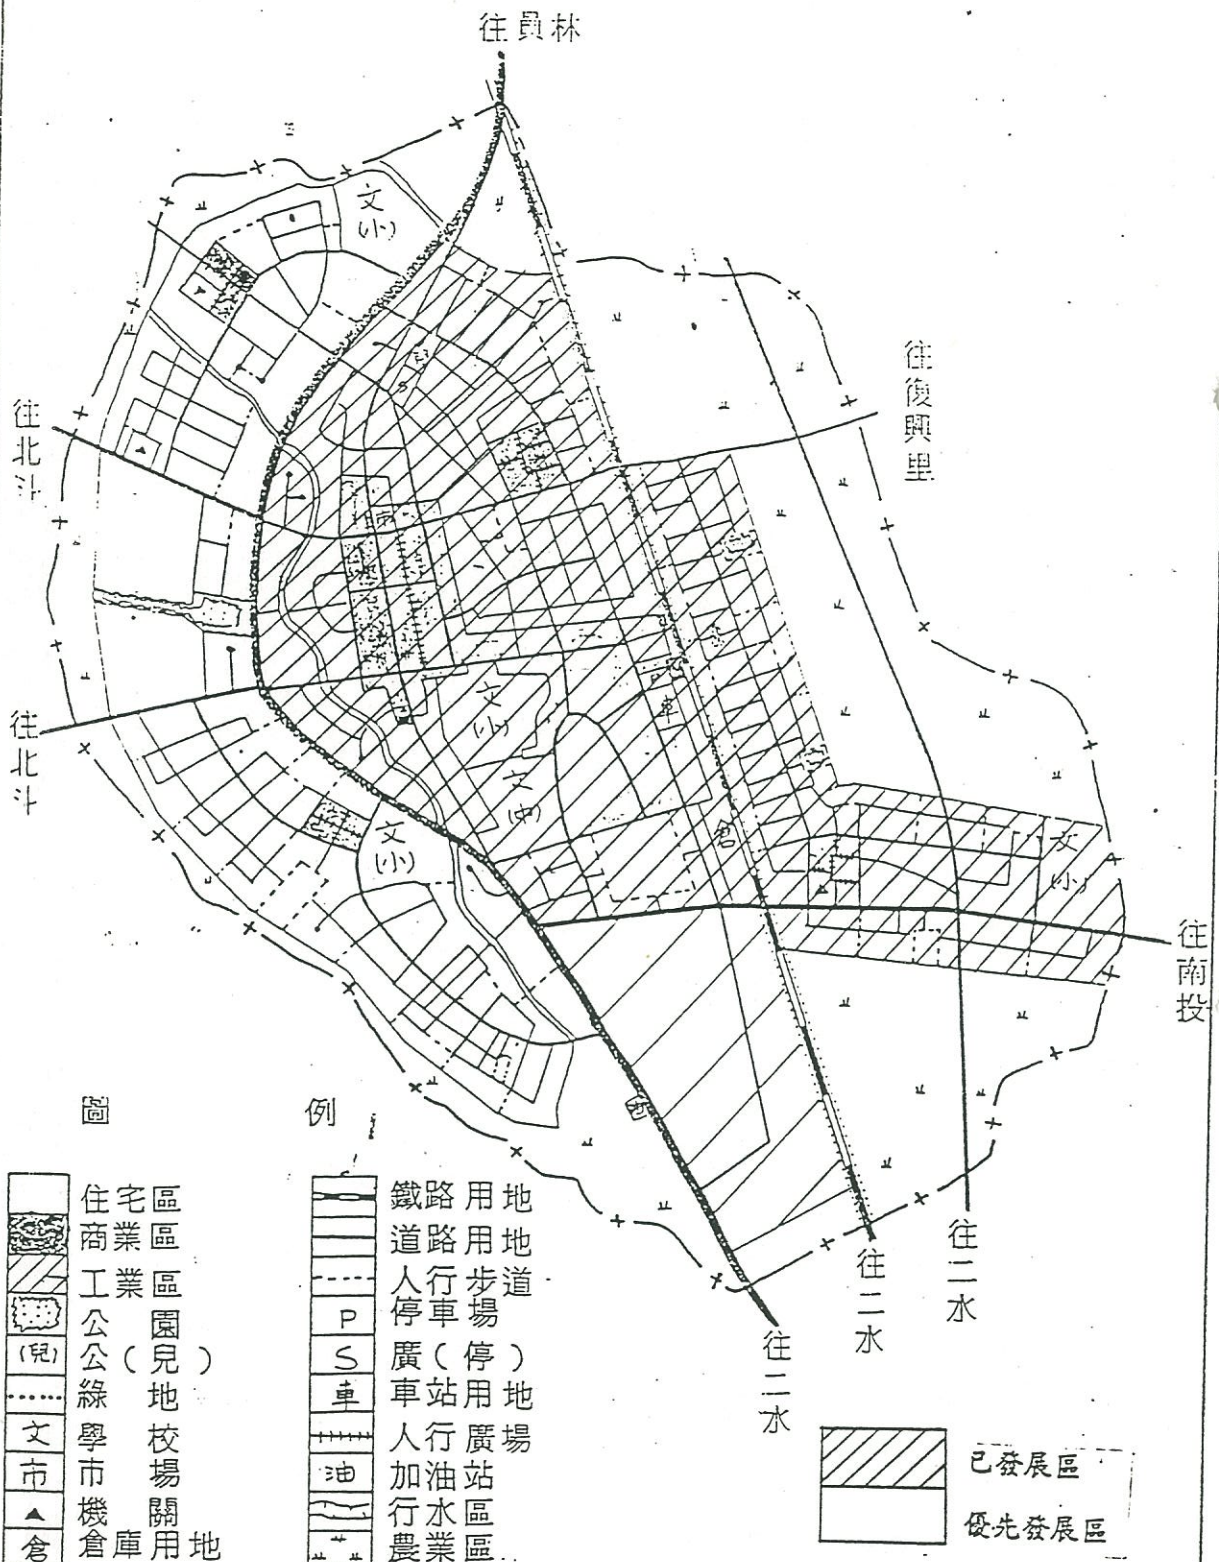 往員林
文(小)
往復興里
往北斗
兒
S
市
文(小)
車
往北斗
文(中)
文(小)
倉
文(小)
往南投
油
往二水
往二水
往二水
圖例
住宅區
商業區
工業區
公園
(兒) 公(兒)
綠地
文 學校
市 市場
▲ 機關
倉 倉庫用地
鐵路用地
道路用地
人行步道
P 停車場
S 廣(停)
車 車站用地
人行廣場
油 加油站
行水區
農業區
已發展區
優先發展區